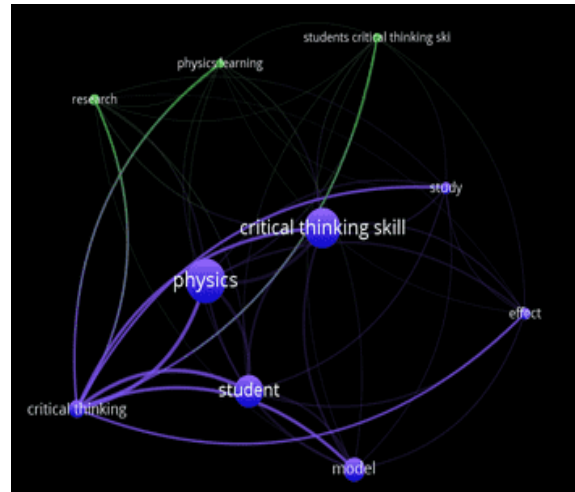 students critical thinking ski
physics learning
research
study
critical thinking skill
physics
effect
student
critical thinking
model